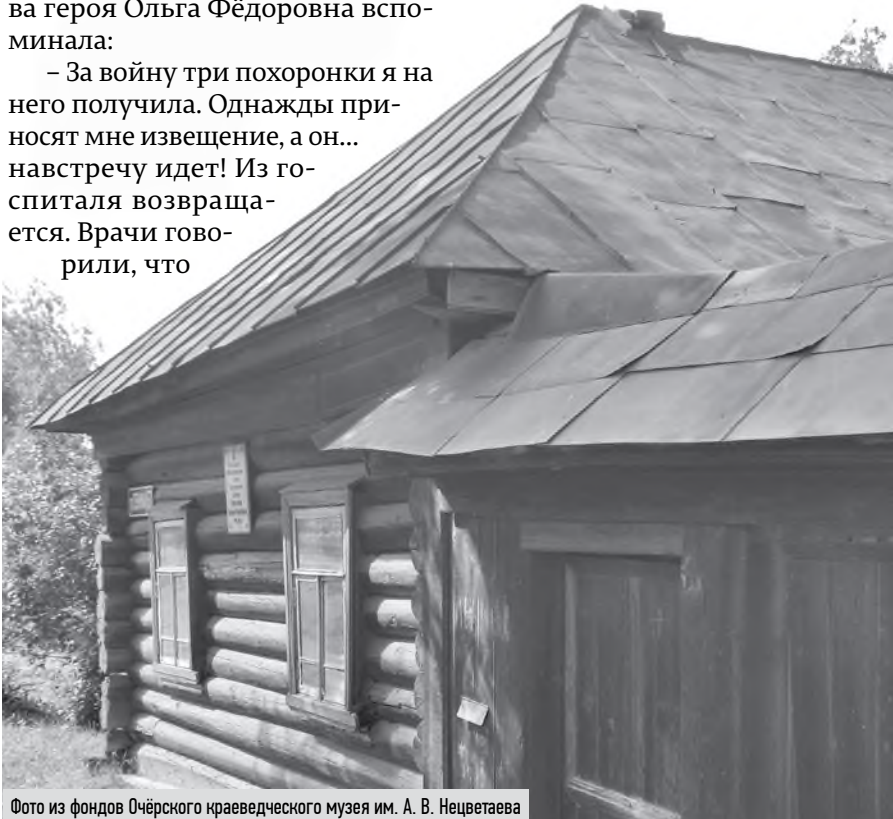 ва героя Ольга Фёдоровна вспо-
минала:
– За войну три похоронки я на
него получила. Однажды при-
носят мне извещение, а он...
навстречу идет! Из го-
спиталя возвраща-
ется. Врачи гово-
рили, что
Фото из фондов Очёрского краеведческого музея им. А. В. Нецветаева